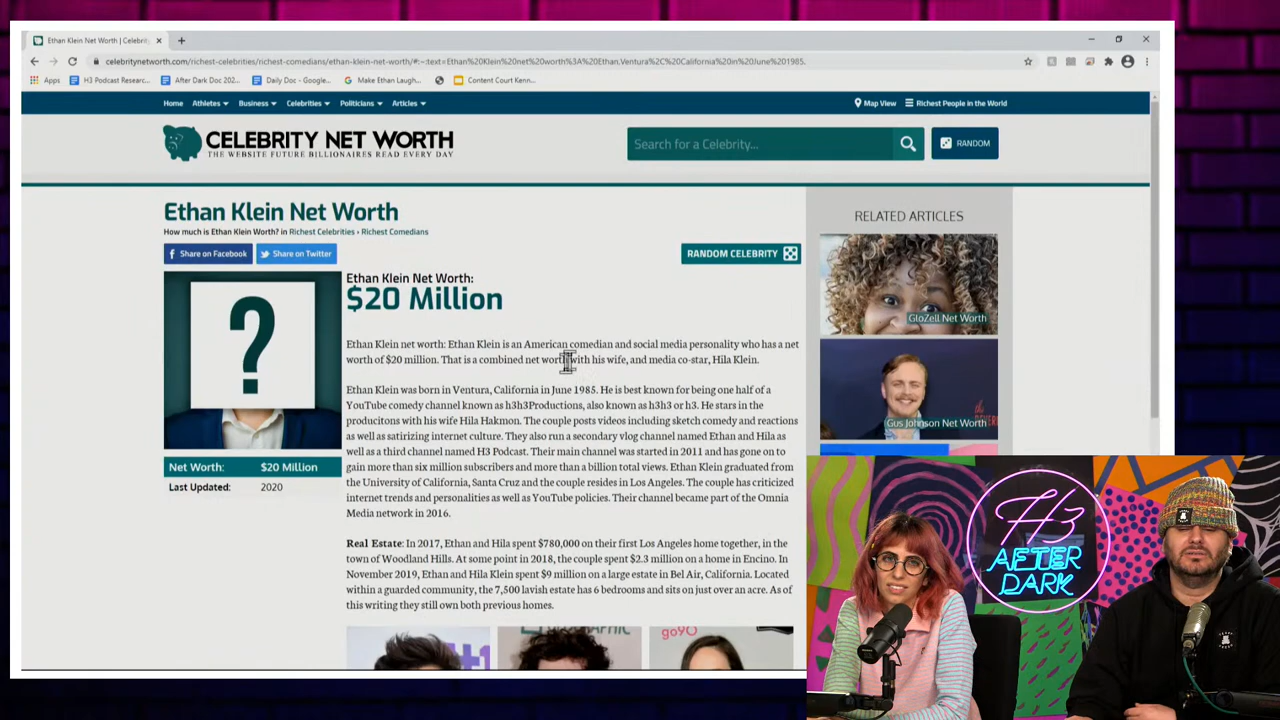 Ethan Klein Net Worth | Celebrity
celebritynetworth.com/richest-celebrities/richest-comedians/ethan-klein-net-worth/#:~:text=Ethan%20Klein%20net%20worth%3A%20Ethan,Ventura%2C%20California%20in%20June%201985.
Apps H3 Podcast Researc... After Dark Doc 202... Daily Doc - Google... Make Ethan Laugh... Content Court Kenn...
Home Athletes Business Celebrities Politicians Articles Map View Richest People in the World
CELEBRITY NET WORTH
THE WEBSITE FUTURE BILLIONAIRES READ EVERY DAY
Search for a Celebrity...
RANDOM
Ethan Klein Net Worth
How much is Ethan Klein Worth? in Richest Celebrities › Richest Comedians
Share on Facebook Share on Twitter
RANDOM CELEBRITY
Ethan Klein Net Worth:
$20 Million
?
Net Worth: $20 Million
Last Updated: 2020
Ethan Klein net worth: Ethan Klein is an American comedian and social media personality who has a net
worth of $20 million. That is a combined net worth with his wife, and media co-star, Hila Klein.
Ethan Klein was born in Ventura, California in June 1985. He is best known for being one half of a
YouTube comedy channel known as h3h3Productions, also known as h3h3 or h3. He stars in the
producitons with his wife Hila Hakmon. The couple posts videos including sketch comedy and reactions
as well as satirizing internet culture. They also run a secondary vlog channel named Ethan and Hila as
well as a third channel named H3 Podcast. Their main channel was started in 2011 and has gone on to
gain more than six million subscribers and more than a billion total views. Ethan Klein graduated from
the University of California, Santa Cruz and the couple resides in Los Angeles. The couple has criticized
internet trends and personalities as well as YouTube policies. Their channel became part of the Omnia
Media network in 2016.
Real Estate: In 2017, Ethan and Hila spent $780,000 on their first Los Angeles home together, in the
town of Woodland Hills. At some point in 2018, the couple spent $2.3 million on a home in Encino. In
November 2019, Ethan and Hila Klein spent $9 million on a large estate in Bel Air, California. Located
within a guarded community, the 7,500 lavish estate has 6 bedrooms and sits on just over an acre. As of
this writing they still own both previous homes.
go90
RELATED ARTICLES
GloZell Net Worth
Gus Johnson Net Worth
H3
AFTER
DARK